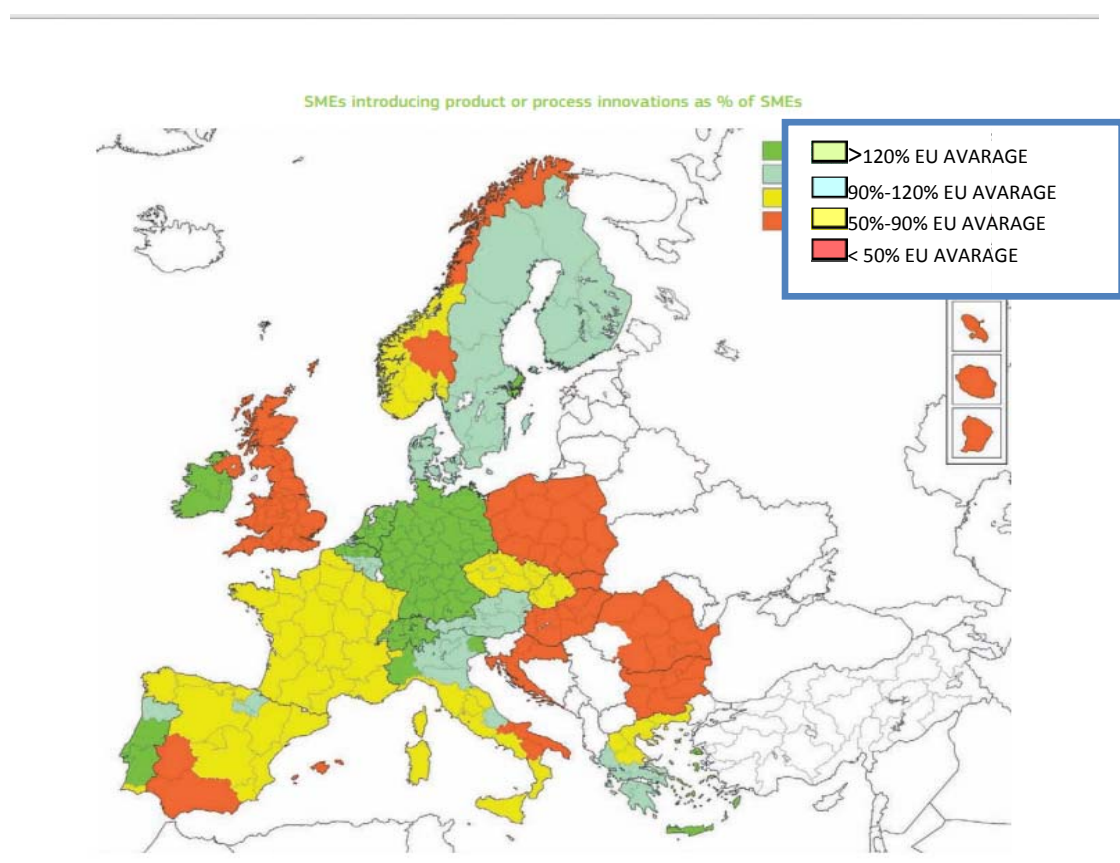 SMEs introducing product or process innovations as % of SMEs
>120% EU AVARAGE
90%-120% EU AVARAGE
50%-90% EU AVARAGE
< 50% EU AVARAGE